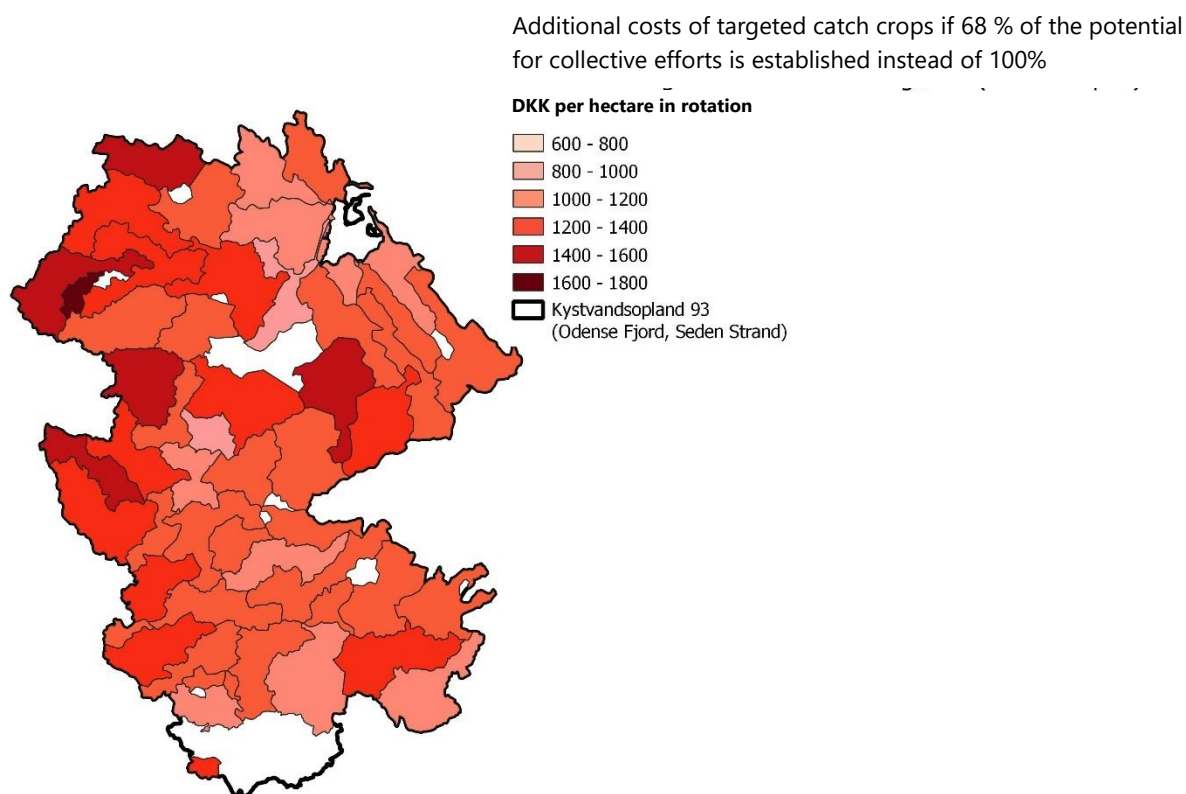 Additional costs of targeted catch crops if 68 % of the potential
for collective efforts is established instead of 100%
DKK per hectare in rotation
600 - 800
800 - 1000
1000 - 1200
1200 - 1400
1400 - 1600
1600 - 1800
Kystvandsopland 93
(Odense Fjord, Seden Strand)